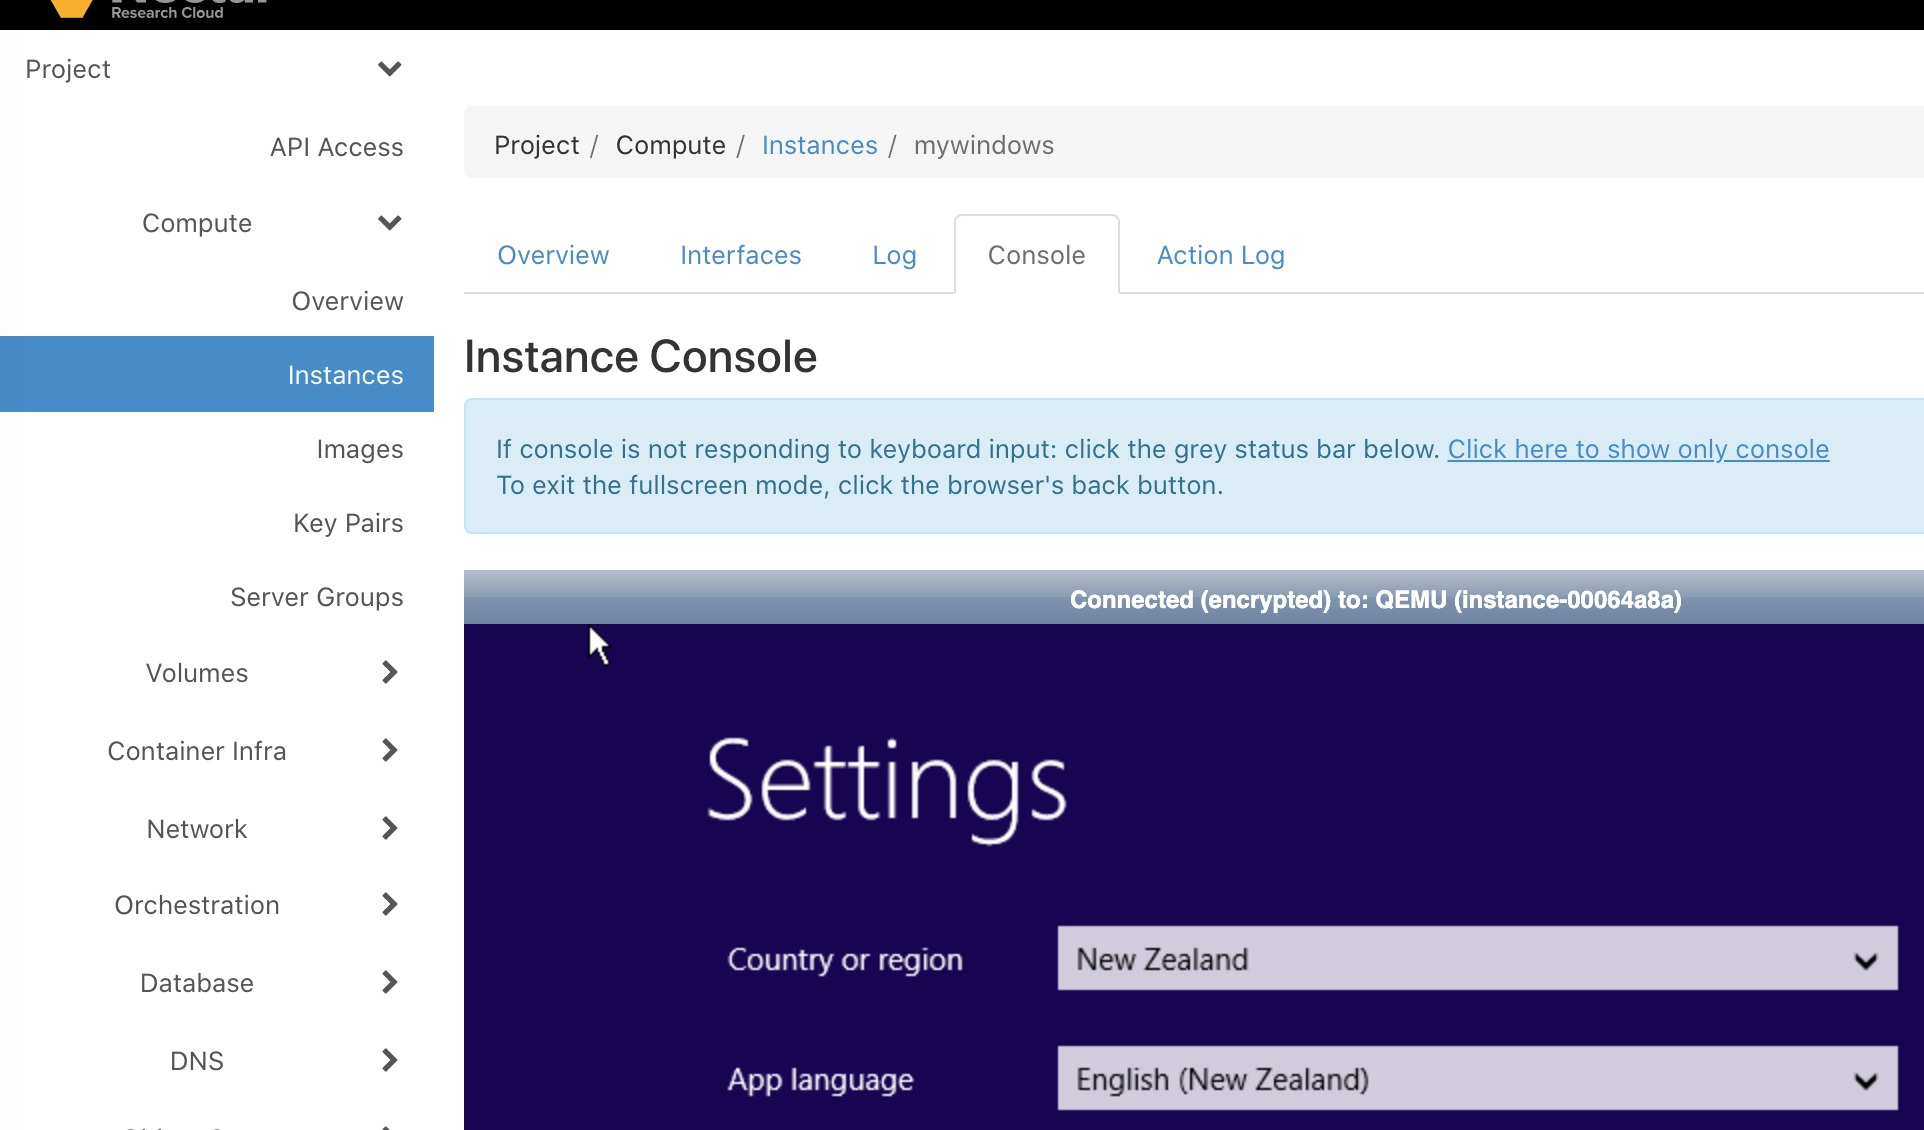 Research Cloud
Project
API Access
Compute
Overview
Instances
Images
Key Pairs
Server Groups
Volumes
Container Infra
Network
Orchestration
Database
DNS
Project / Compute / Instances / mywindows
Overview Interfaces Log Console Action Log
Instance Console
If console is not responding to keyboard input: click the grey status bar below. Click here to show only console
To exit the fullscreen mode, click the browser's back button.
Connected (encrypted) to: QEMU (instance-00064a8a)
Settings
Country or region New Zealand
App language English (New Zealand)